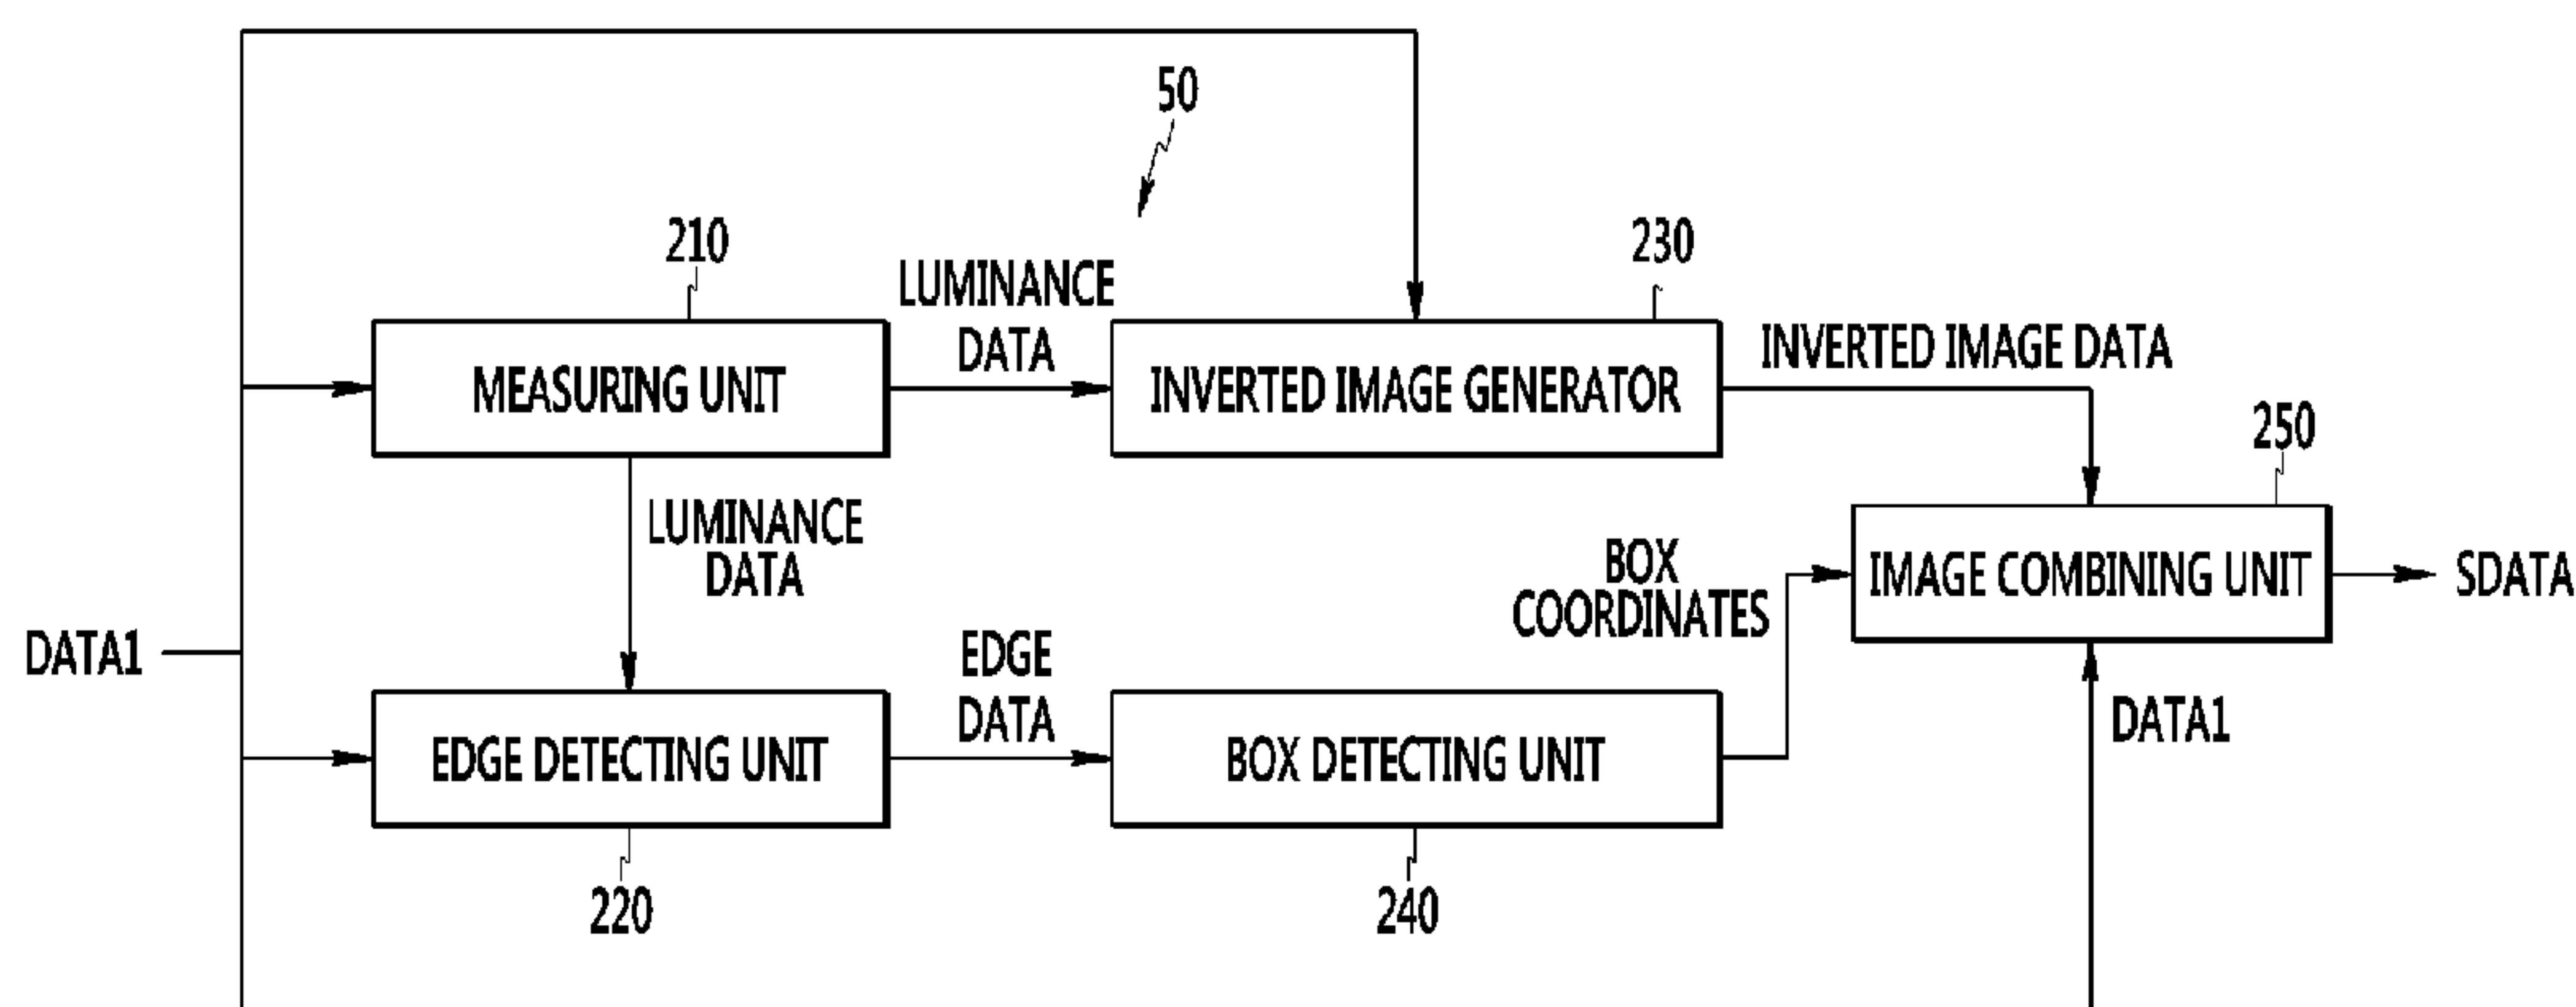 50
210
LUMINANCE
DATA
230
MEASURING UNIT
INVERTED IMAGE GENERATOR
INVERTED IMAGE DATA
250
LUMINANCE
DATA
BOX
COORDINATES
IMAGE COMBINING UNIT
SDATA
DATA1
EDGE
DATA
DATA1
EDGE DETECTING UNIT
BOX DETECTING UNIT
220
240